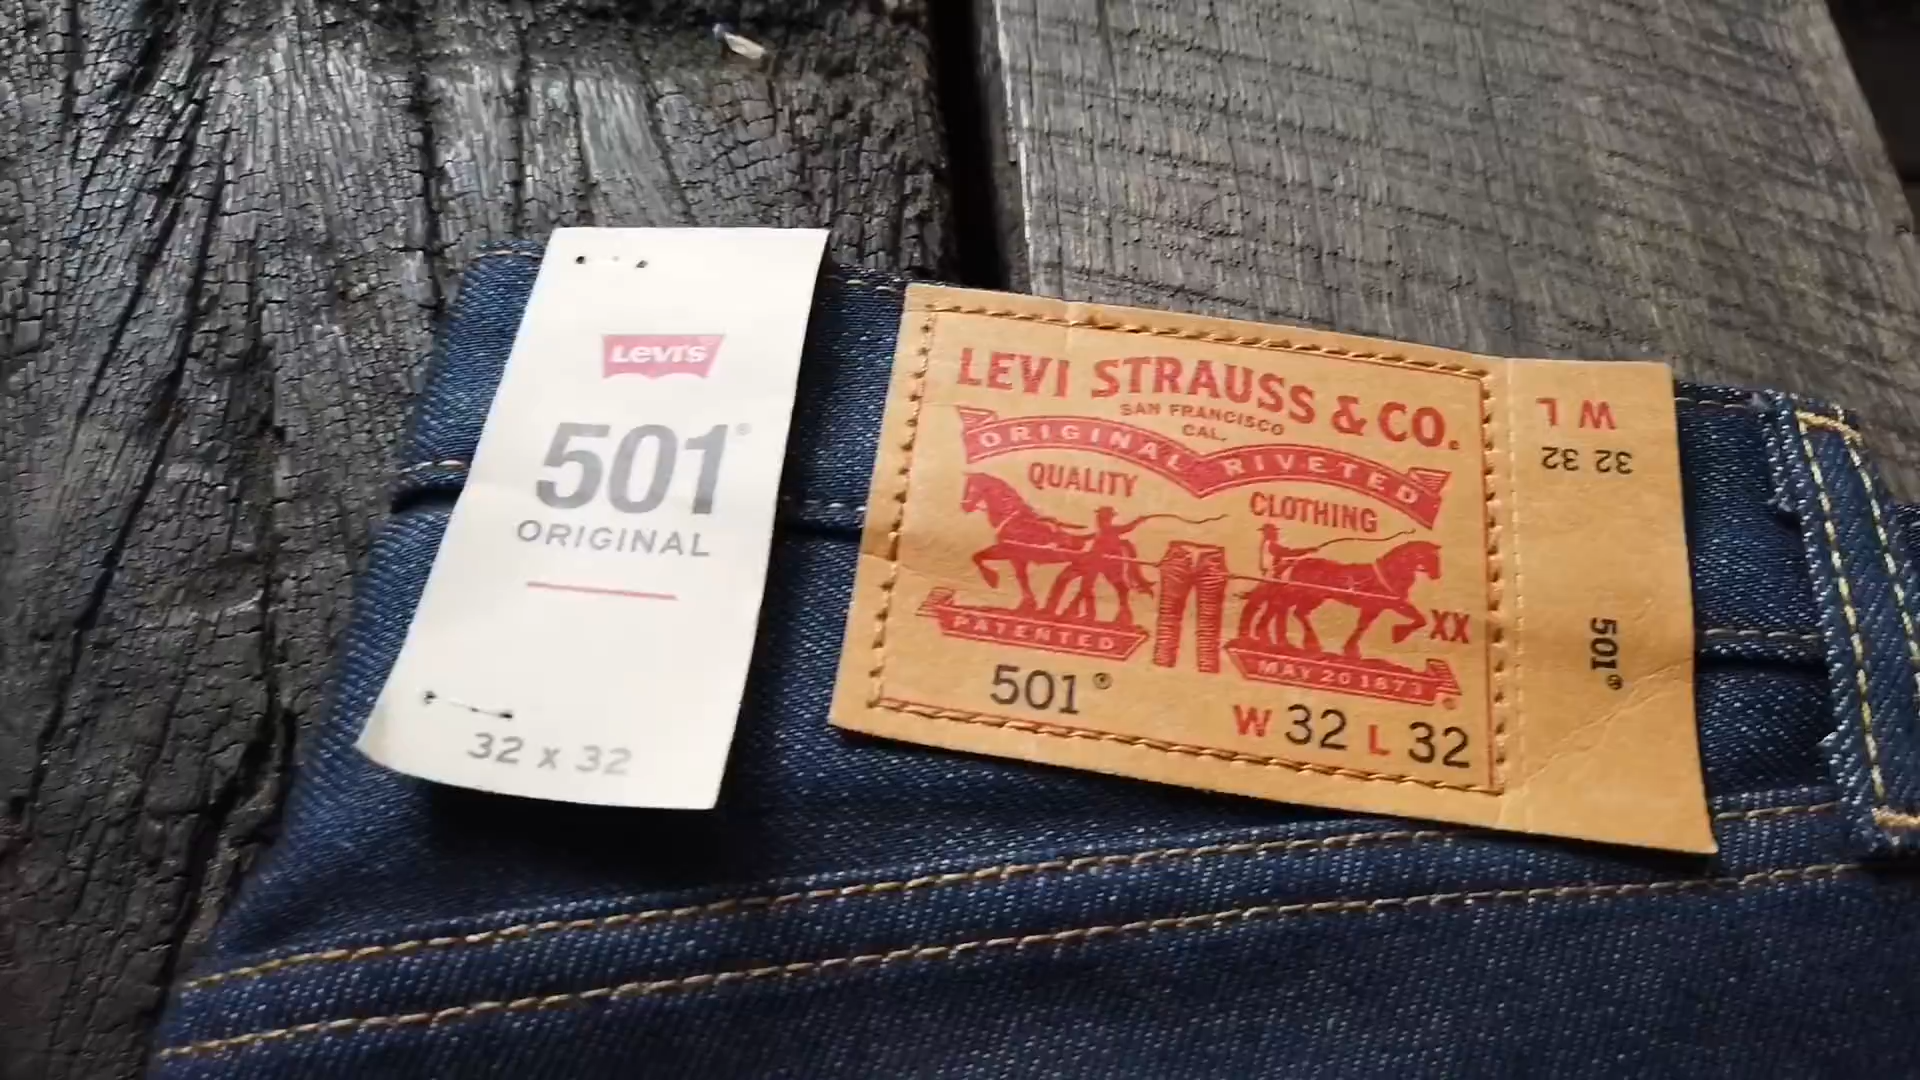 Levi's
501®
ORIGINAL
32 x 32
LEVI STRAUSS & CO.
SAN FRANCISCO
CAL.
ORIGINAL RIVETED
QUALITY CLOTHING
XX
PATENTED MAY 20 1873 ®
501® W 32 L 32
W L
32 32
501®